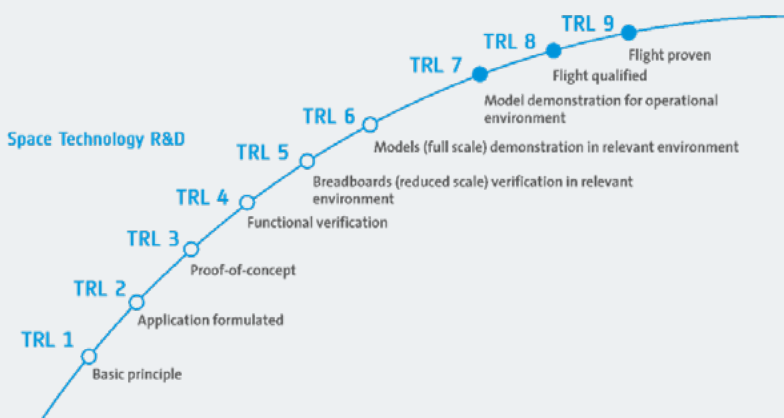 TRL 9
Flight proven
TRL 8
Flight qualified
TRL 7
Model demonstration for operational
environment
TRL 6
Models (full scale) demonstration in relevant environment
Space Technology R&D
TRL 5
Breadboards (reduced scale) verification in relevant
environment
TRL 4
Functional verification
TRL 3
Proof-of-concept
TRL 2
Application formulated
TRL 1
Basic principle